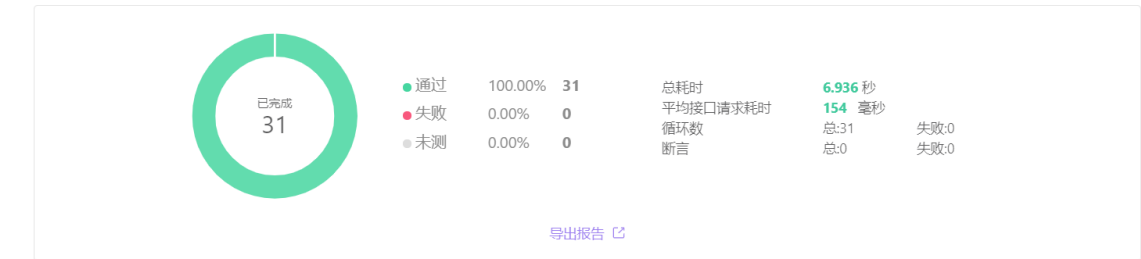 已完成
31
通过 100.00% 31
失败 0.00% 0
未测 0.00% 0
总耗时 6.936 秒
平均接口请求耗时 154 毫秒
循环数 总:31 失败:0
断言 总:0 失败:0
导出报告